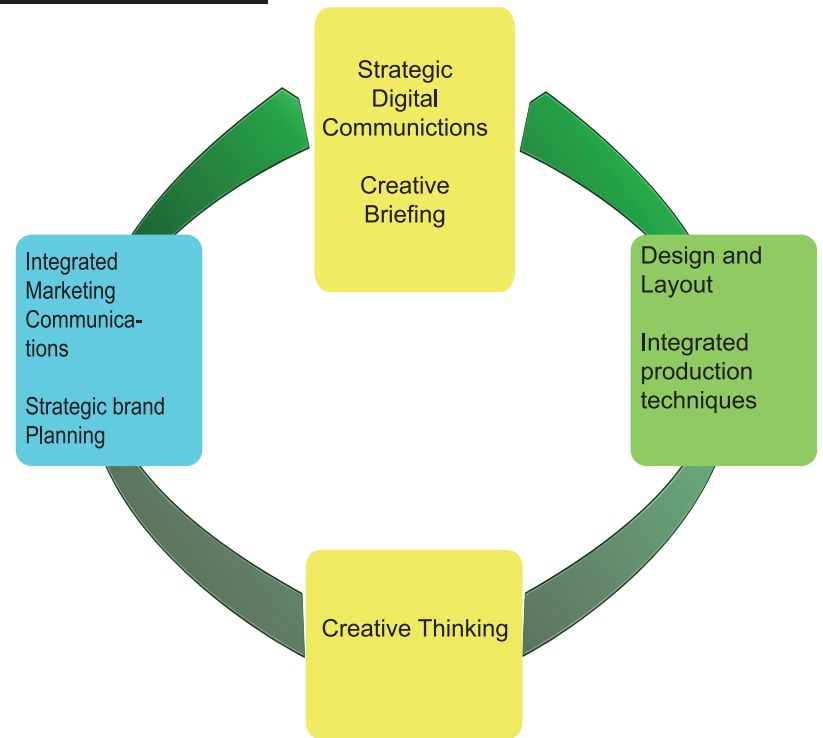 Strategic
Digital
Communictions
Creative
Briefing
Integrated
Marketing
Communica-
tions
Strategic brand
Planning
Design and
Layout
Integrated
production
techniques
Creative Thinking